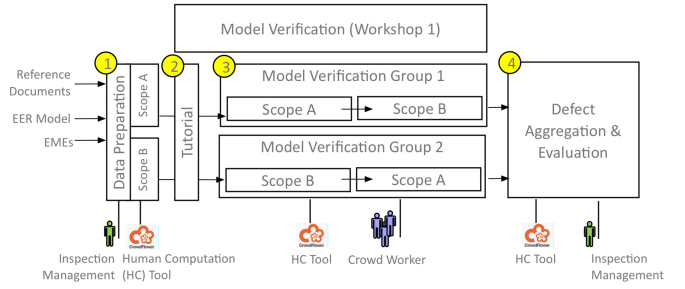 Model Verification (Workshop 1)
1
2
3
4
Reference
Documents
EER Model
EMEs
Data Preparation
Scope A
Scope B
Tutorial
Model Verification Group 1
Scope A
Scope B
Model Verification Group 2
Scope B
Scope A
Defect
Aggregation &
Evaluation
CrowdFlower
CrowdFlower
CrowdFlower
Inspection
Management
Human Computation
(HC) Tool
HC Tool
Crowd Worker
HC Tool
Inspection
Management